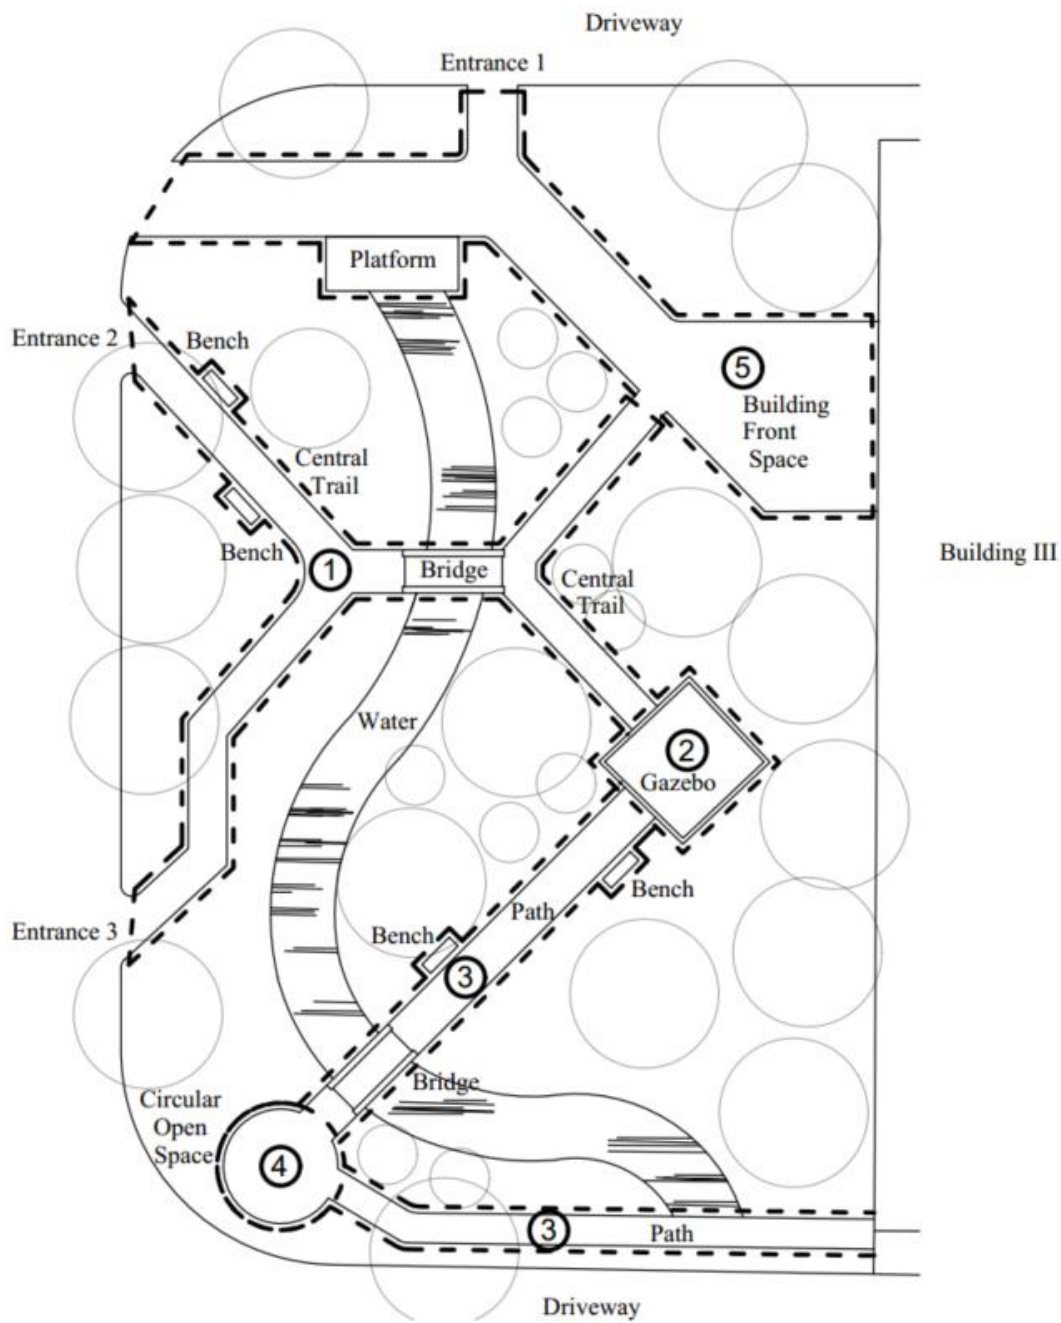 Driveway
Entrance 1
Platform
Entrance 2
Bench
5
Building
Front
Space
Central
Trail
Bench
1
Bridge
Building III
Central
Trail
Water
2
Gazebo
Bench
Path
Entrance 3
Bench
3
Bridge
Circular
Open
Space
4
3
Path
Driveway